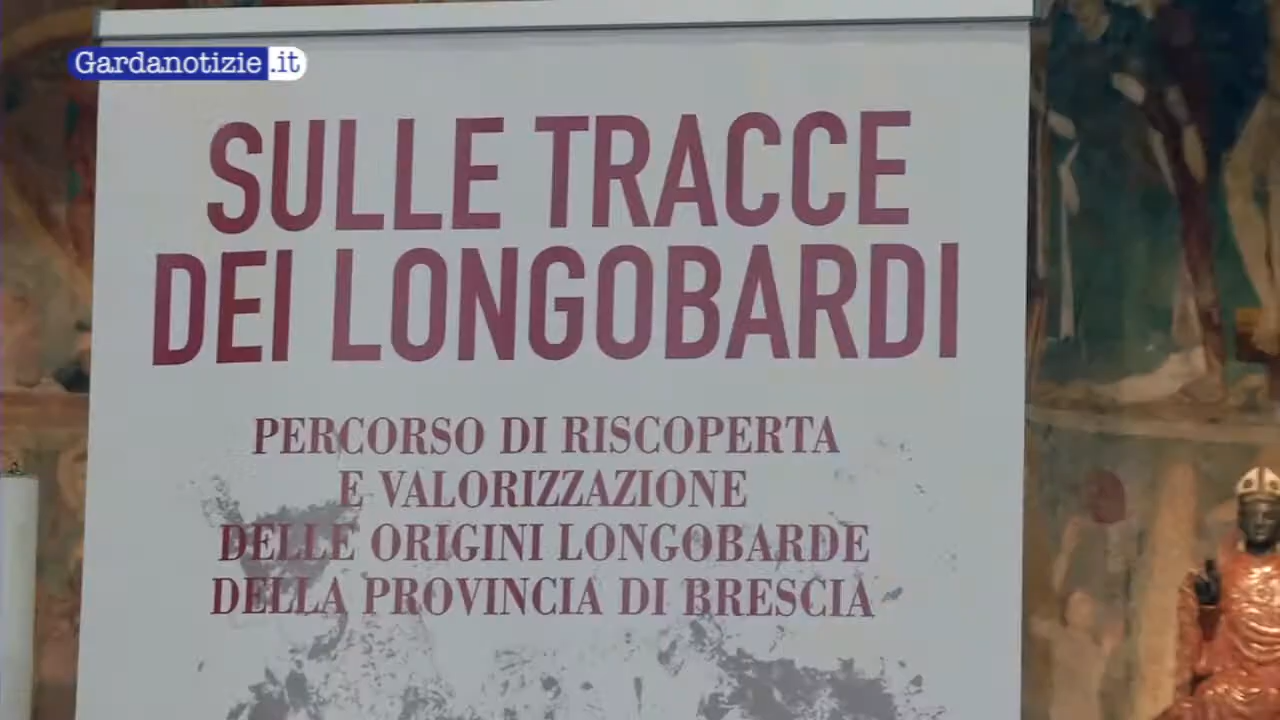 Gardanotizie.it
SULLE TRACCE
DEI LONGOBARDI
PERCORSO DI RISCOPERTA
E VALORIZZAZIONE
DELLE ORIGINI LONGOBARDE
DELLA PROVINCIA DI BRESCIA